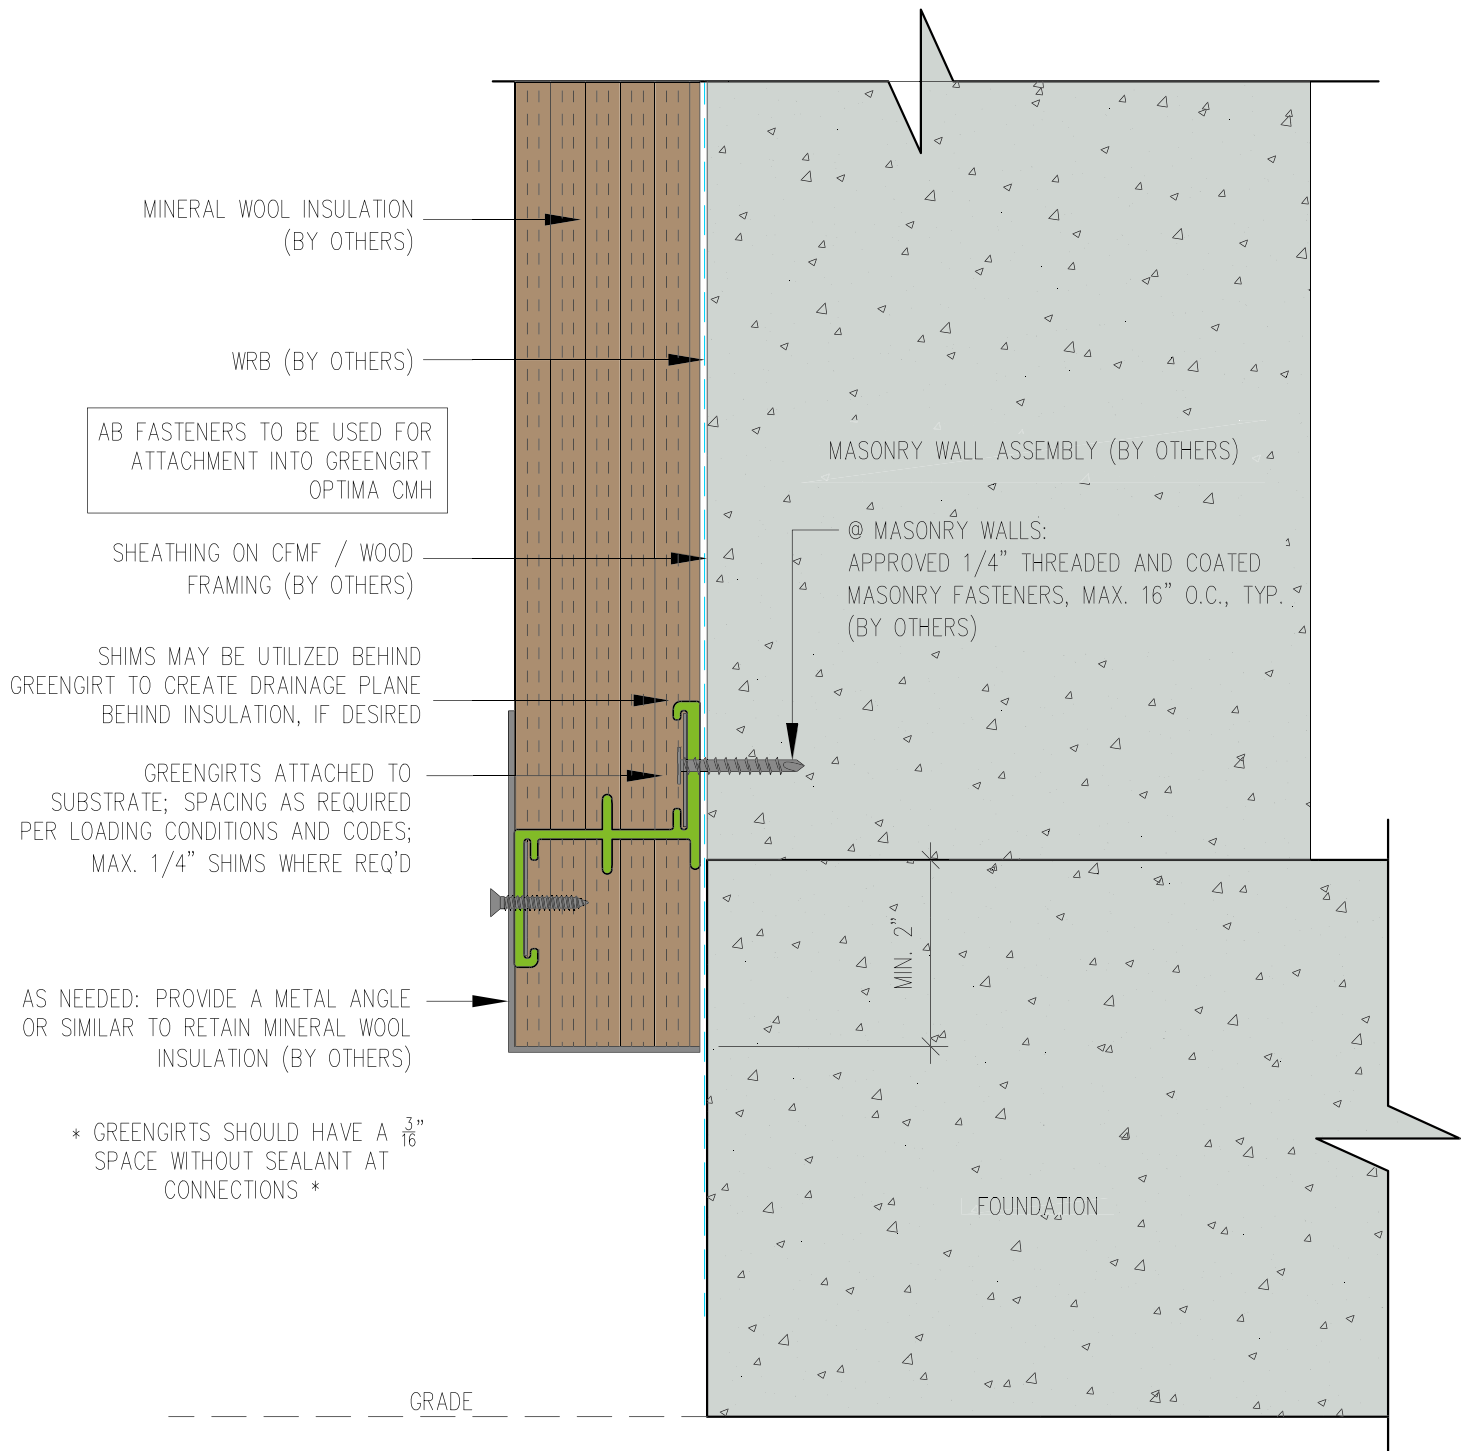 MINERAL WOOL INSULATION
(BY OTHERS)
WRB (BY OTHERS)
AB FASTENERS TO BE USED FOR
ATTACHMENT INTO GREENGIRT
OPTIMA CMH
SHEATHING ON CFMF / WOOD
FRAMING (BY OTHERS)
SHIMS MAY BE UTILIZED BEHIND
GREENGIRT TO CREATE DRAINAGE PLANE
BEHIND INSULATION, IF DESIRED
GREENGIRTS ATTACHED TO
SUBSTRATE; SPACING AS REQUIRED
PER LOADING CONDITIONS AND CODES;
MAX. 1/4" SHIMS WHERE REQ'D
AS NEEDED: PROVIDE A METAL ANGLE
OR SIMILAR TO RETAIN MINERAL WOOL
INSULATION (BY OTHERS)
* GREENGIRTS SHOULD HAVE A 3/16"
SPACE WITHOUT SEALANT AT
CONNECTIONS *
MASONRY WALL ASSEMBLY (BY OTHERS)
@ MASONRY WALLS:
APPROVED 1/4" THREADED AND COATED
MASONRY FASTENERS, MAX. 16" O.C., TYP.
(BY OTHERS)
MIN. 2"
FOUNDATION
GRADE